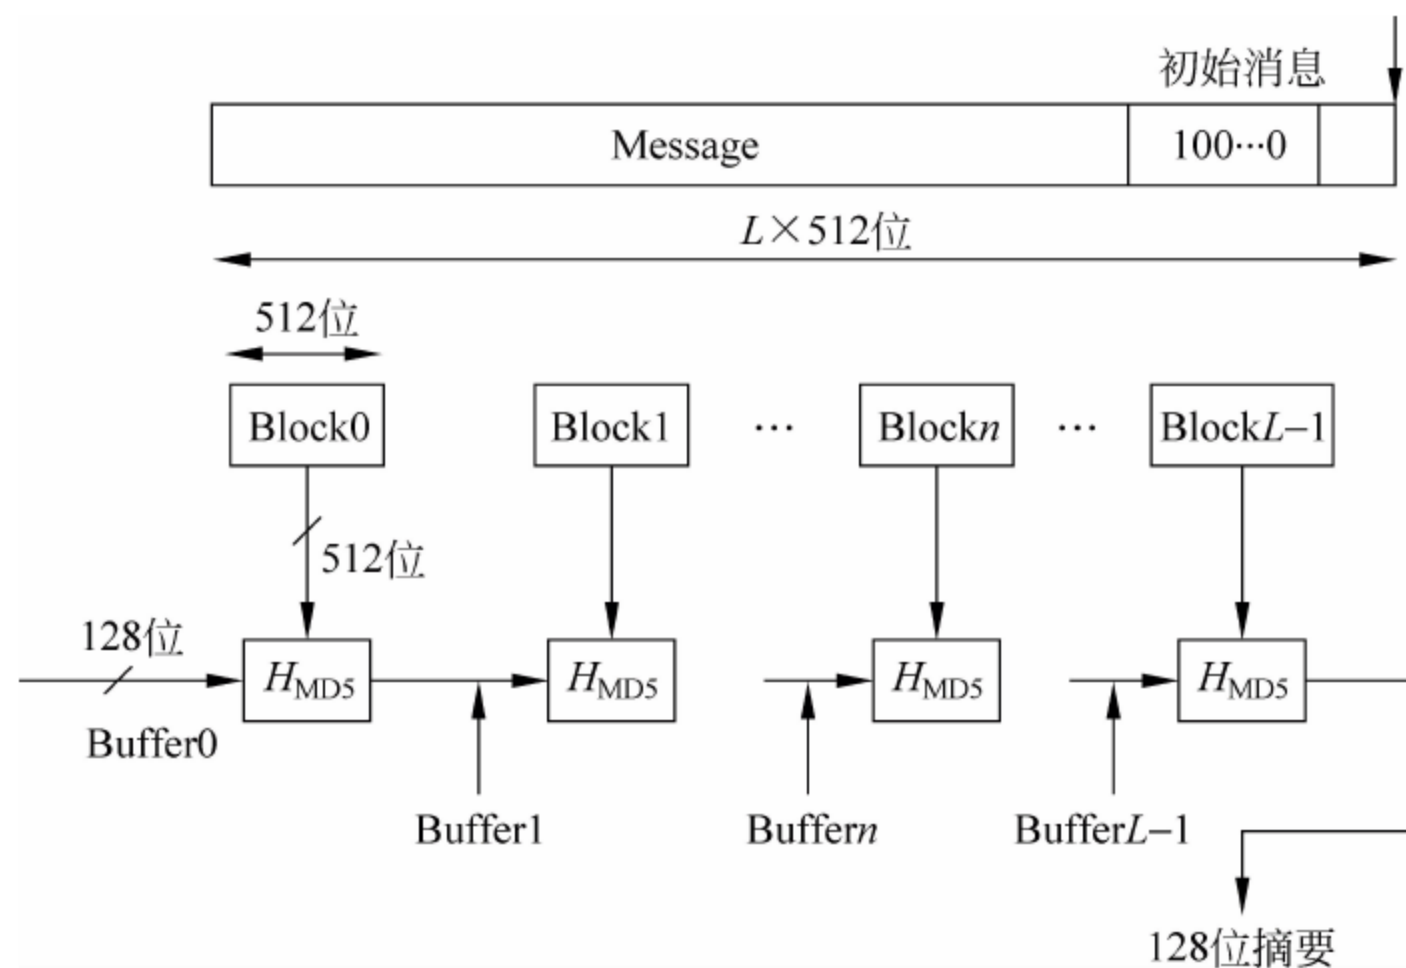 初始消息
Message 100···0
L×512位
512位
Block0 Block1 ··· Blockn ··· BlockL−1
512位
128位
HMD5 HMD5 HMD5 HMD5
Buffer0
Buffer1 Buffern BufferL−1
128位摘要